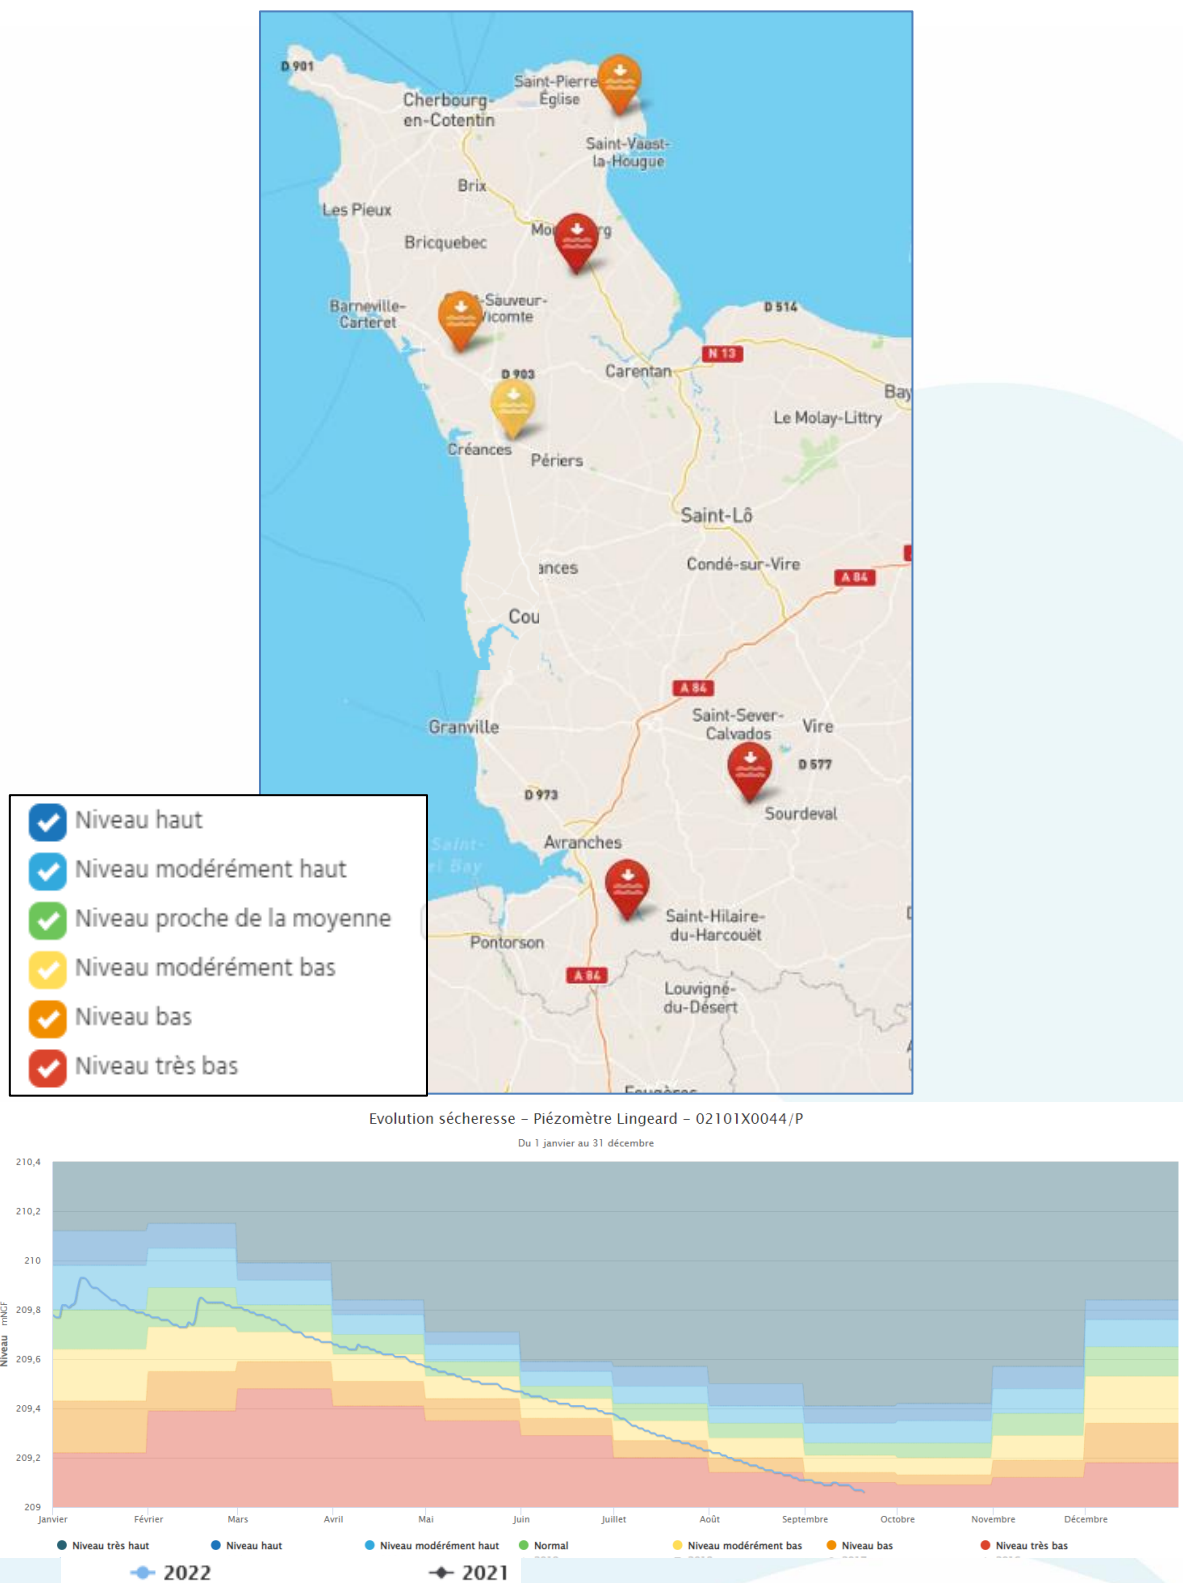 D 901
Saint-Pierre
Église
Cherbourg-
en-Cotentin
Saint-Vaast-
la-Hougue
Brix
Les Pieux
Bricquebec
Barneville-
Carteret
-Sauveur-
Vicomte
D 514
N 13
D 903
Carentan
Bay
Le Molay-Littry
Créances
Périers
Saint-Lô
Condé-sur-Vire
ances
A 84
Cou
A 84
Saint-Sever-
Calvados
Vire
Granville
D 577
D 973
Sourdeval
Avranches
Saint-
Bay
Saint-Hilaire-
du-Harcouët
Pontorson
A 84
Louvigné-
du-Désert
Fougères
Niveau haut
Niveau modérément haut
Niveau proche de la moyenne
Niveau modérément bas
Niveau bas
Niveau très bas
Evolution sécheresse – Piézomètre Lingeard – 02101X0044/P
Du 1 janvier au 31 décembre
Niveau mNGF
210,4
210,2
210
209,8
209,6
209,4
209,2
209
Janvier Février Mars Avril Mai Juin Juillet Août Septembre Octobre Novembre Décembre
Niveau très haut Niveau haut Niveau modérément haut Normal Niveau modérément bas Niveau bas Niveau très bas
2022 2021